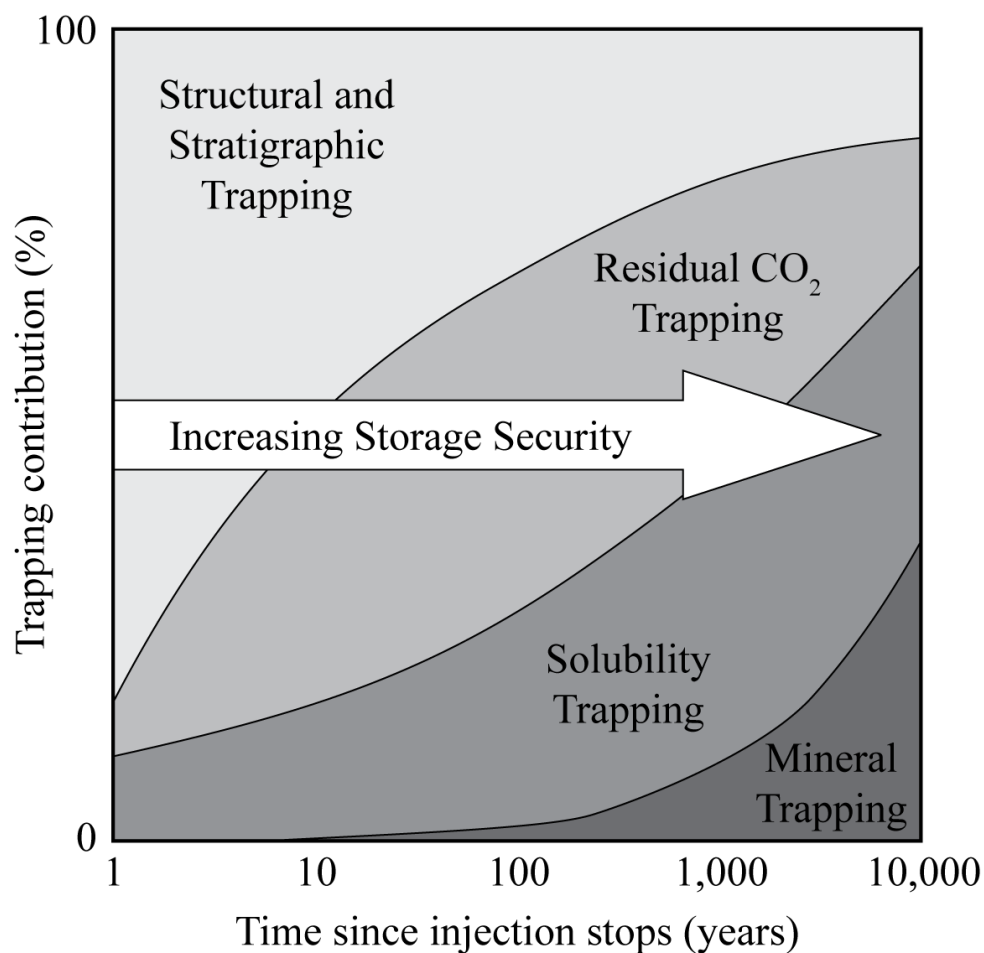 100
Structural and
Stratigraphic
Trapping
Residual CO₂
Trapping
Increasing Storage Security
Solubility
Trapping
Mineral
Trapping
0
Trapping contribution (%)
1 10 100 1,000 10,000
Time since injection stops (years)